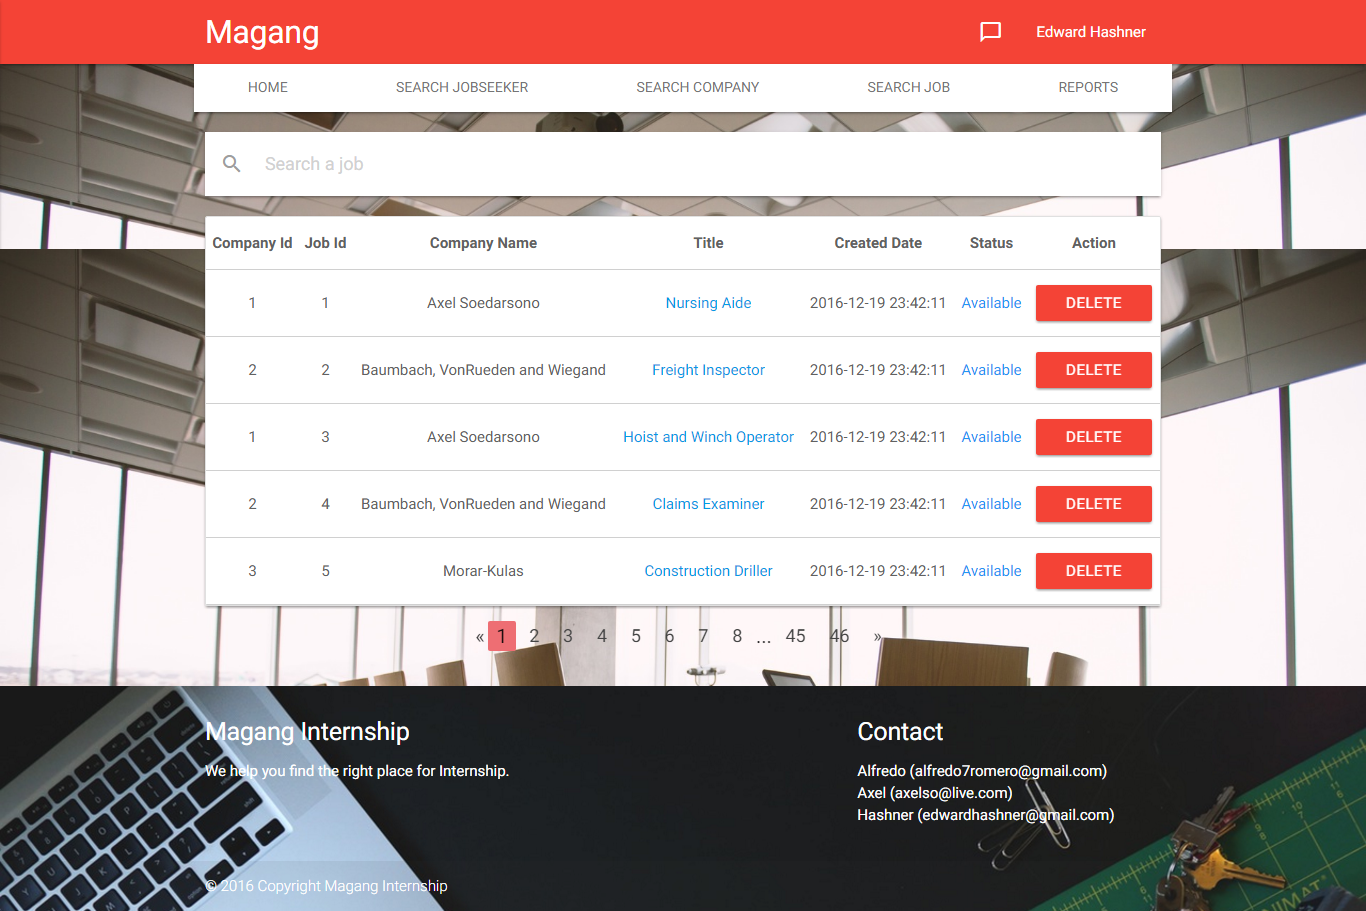 Magang
Edward Hashner
HOME SEARCH JOBSEEKER SEARCH COMPANY SEARCH JOB REPORTS
Search a job
Company Id Job Id Company Name Title Created Date Status Action
1 1 Axel Soedarsono Nursing Aide 2016-12-19 23:42:11 Available DELETE
2 2 Baumbach, VonRueden and Wiegand Freight Inspector 2016-12-19 23:42:11 Available DELETE
1 3 Axel Soedarsono Hoist and Winch Operator 2016-12-19 23:42:11 Available DELETE
2 4 Baumbach, VonRueden and Wiegand Claims Examiner 2016-12-19 23:42:11 Available DELETE
3 5 Morar-Kulas Construction Driller 2016-12-19 23:42:11 Available DELETE
« 1 2 3 4 5 6 7 8 ... 45 46 »
Magang Internship
We help you find the right place for Internship.
Contact
Alfredo (alfredo7romero@gmail.com)
Axel (axelso@live.com)
Hashner (edwardhashner@gmail.com)
© 2016 Copyright Magang Internship